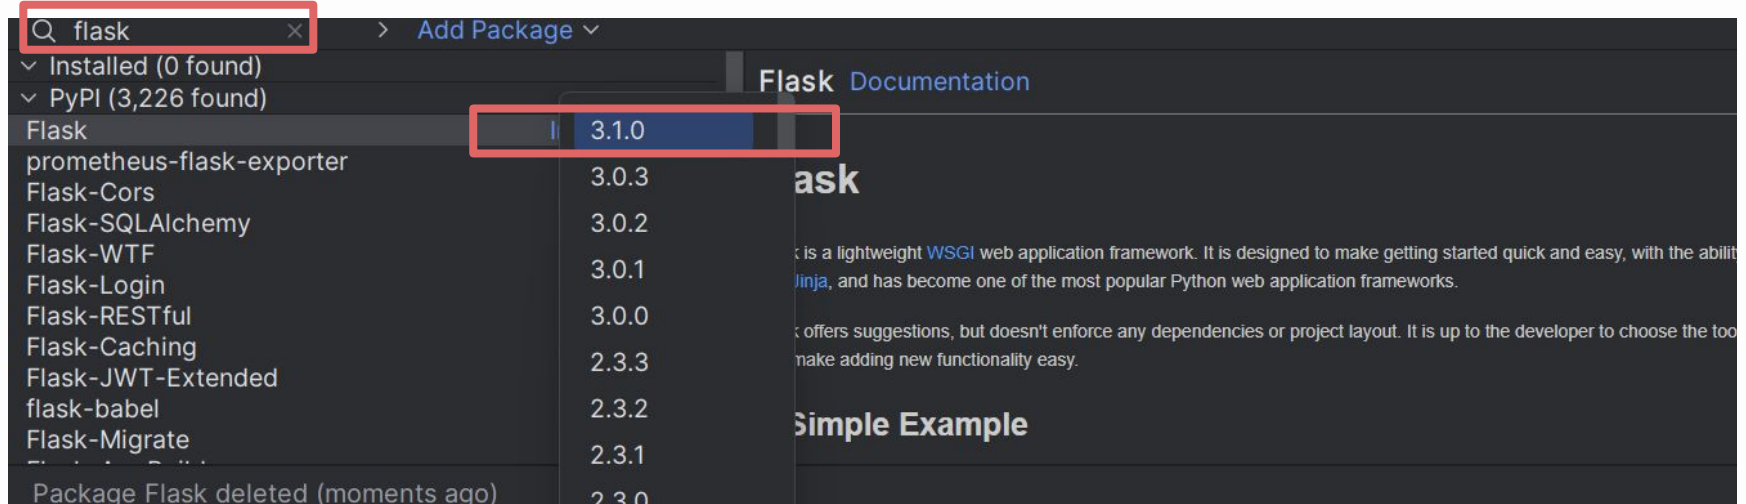 flask
Add Package
Installed (0 found)
PyPI (3,226 found)
Flask
prometheus-flask-exporter
Flask-Cors
Flask-SQLAlchemy
Flask-WTF
Flask-Login
Flask-RESTful
Flask-Caching
Flask-JWT-Extended
flask-babel
Flask-Migrate
Package Flask deleted (moments ago)
3.1.0
3.0.3
3.0.2
3.0.1
3.0.0
2.3.3
2.3.2
2.3.1
2.3.0
Flask Documentation
ask
is a lightweight WSGI web application framework. It is designed to make getting started quick and easy, with the abilit
Jinja, and has become one of the most popular Python web application frameworks.
offers suggestions, but doesn't enforce any dependencies or project layout. It is up to the developer to choose the too
make adding new functionality easy.
Simple Example